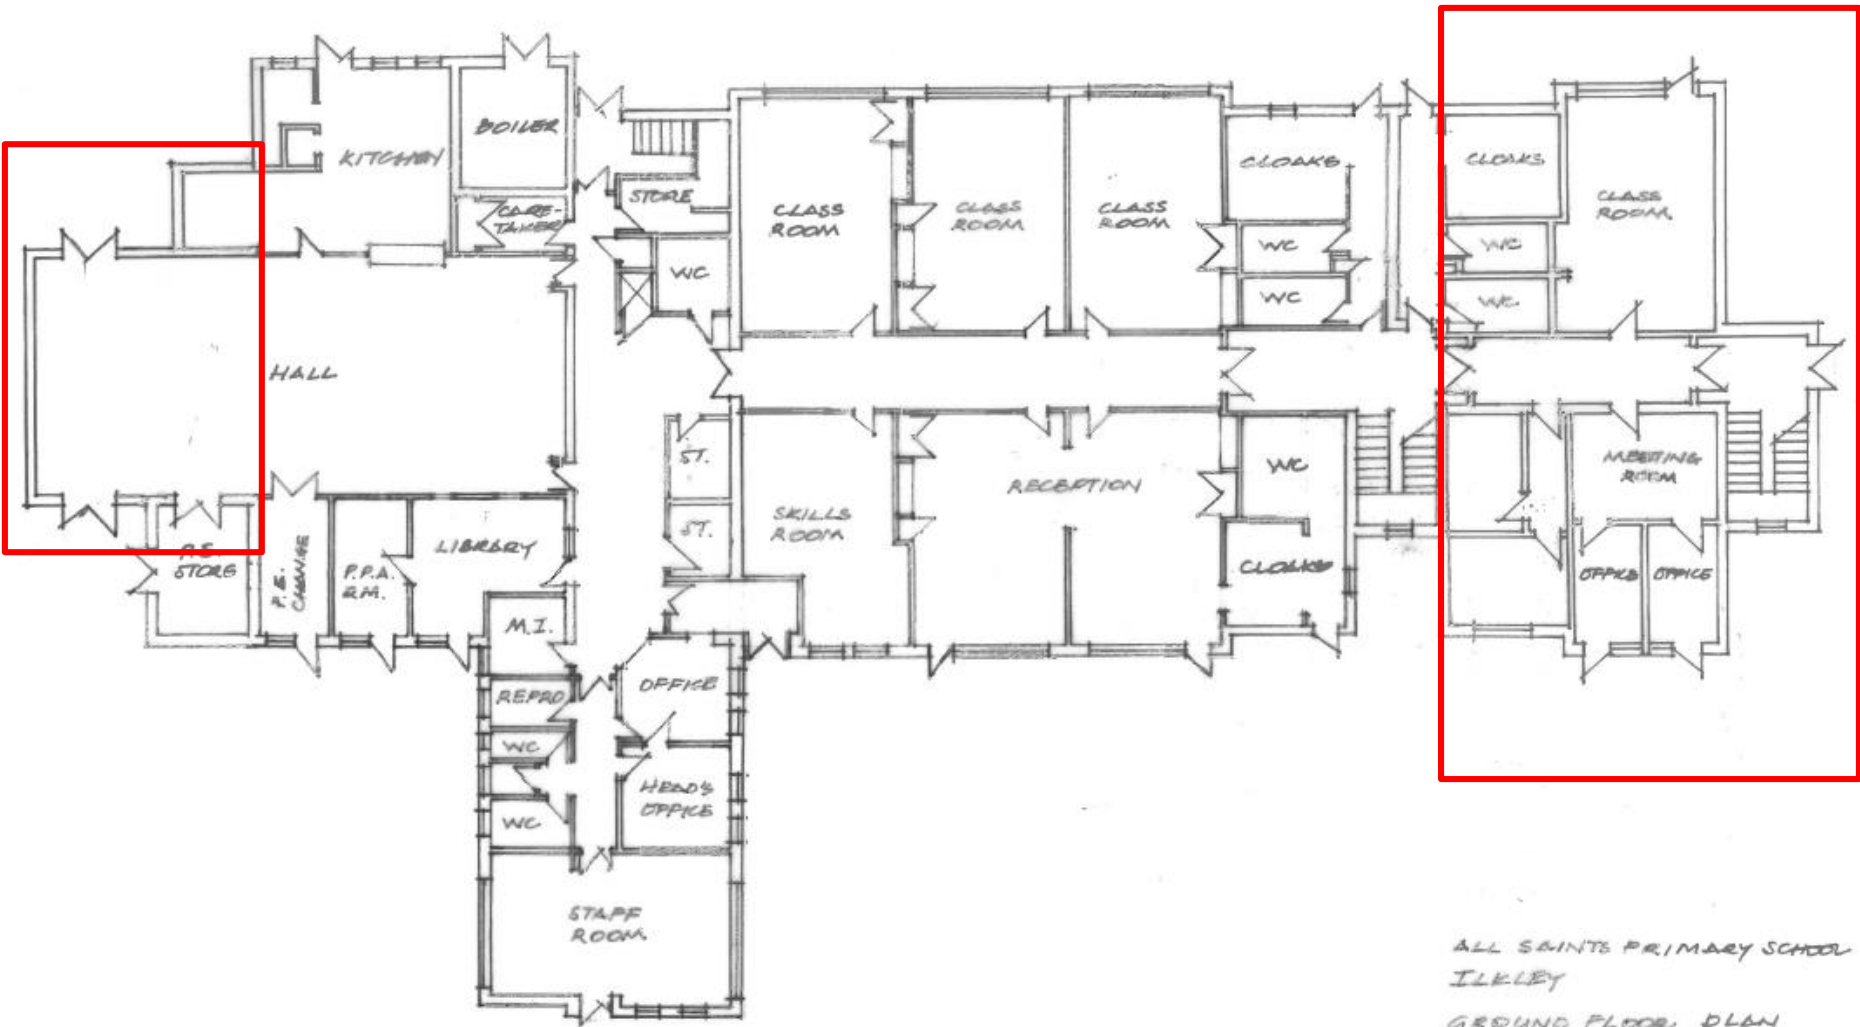 BOILER
KITCHEN
CARE-
TAKER
STORE
WC
CLASS
ROOM
CLASS
ROOM
CLASS
ROOM
CLOAKS
WC
WC
CLOAKS
WC
WC
CLASS
ROOM
HALL
P.E.
STORE
P.E.
CHANGE
P.P.A.
RM.
LIBRARY
M.I.
ST.
ST.
SKILLS
ROOM
RECEPTION
WC
CLOAKS
MEETING
ROOM
OFFICE
OFFICE
REPRO
WC
WC
OFFICE
HEAD'S
OFFICE
STAFF
ROOM
ALL SAINTS PRIMARY SCHOOL
ILKLEY
GROUND FLOOR PLAN